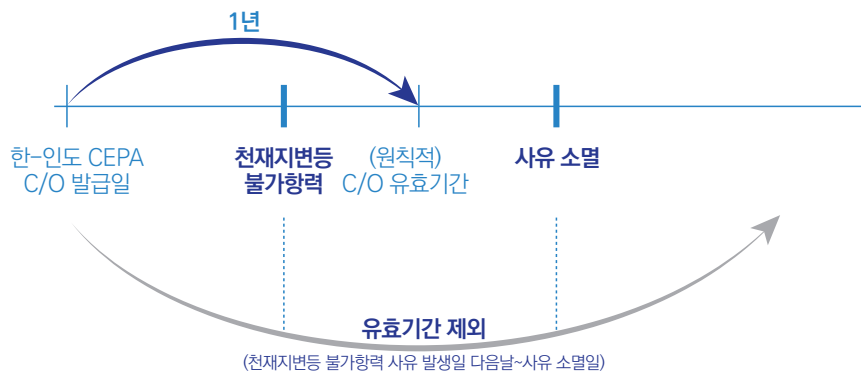 1년
한-인도 CEPA
C/O 발급일
천재지변등
불가항력
(원칙적)
C/O 유효기간
사유 소멸
유효기간 제외
(천재지변등 불가항력 사유 발생일 다음날~사유 소멸일)